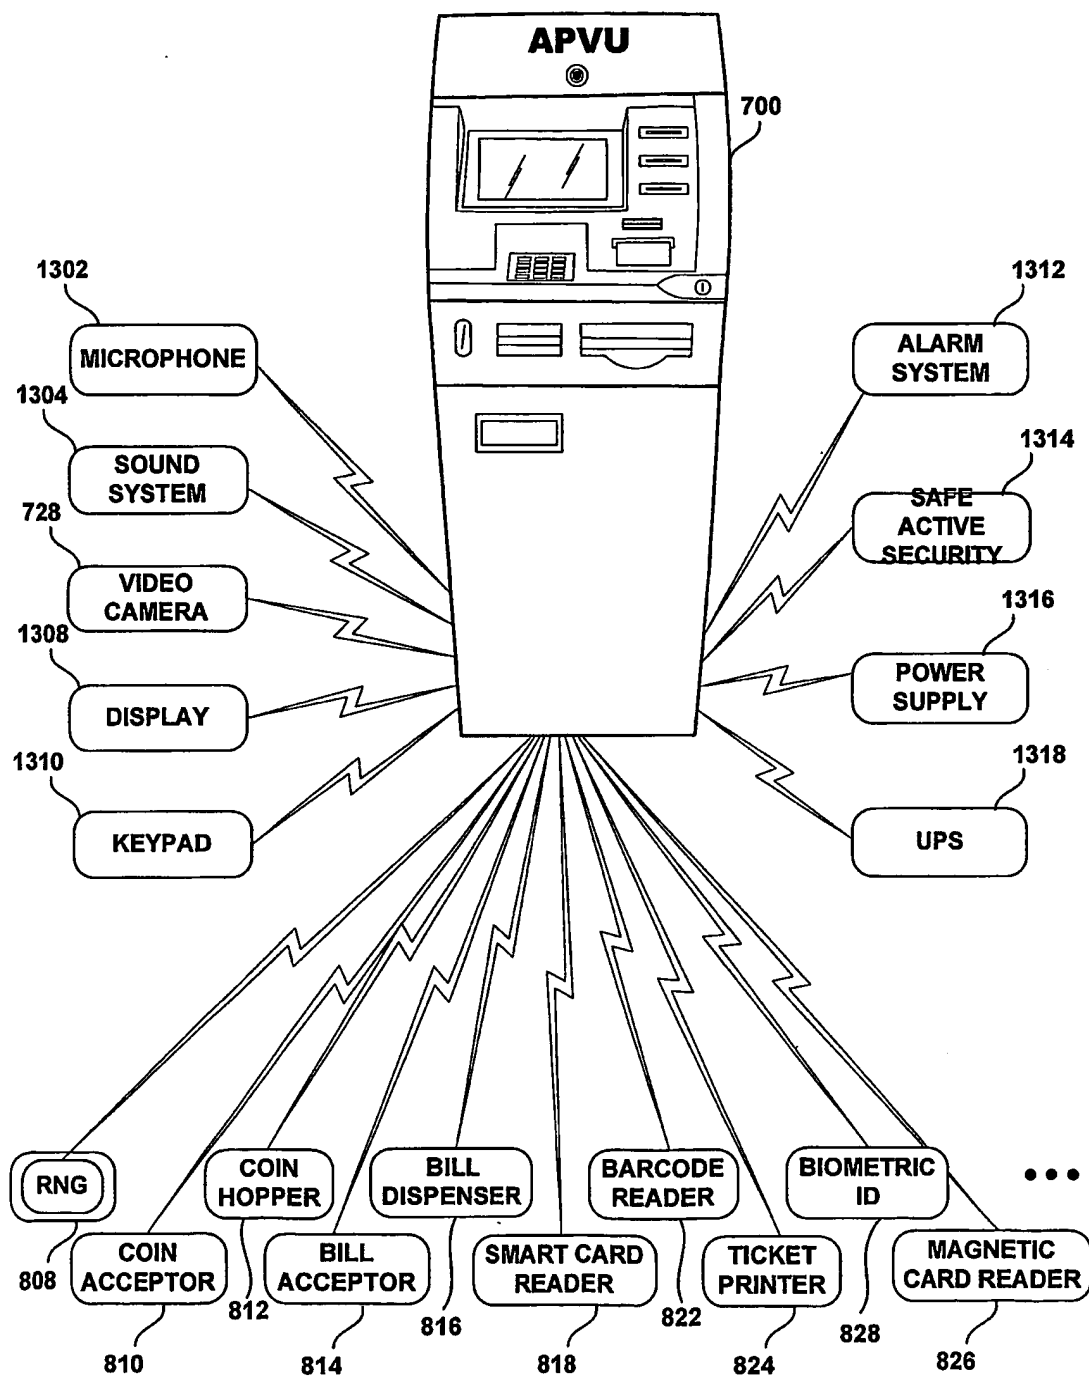 APVU
700
1302
MICROPHONE
1304
SOUND
SYSTEM
728
VIDEO
CAMERA
1308
DISPLAY
1310
KEYPAD
1312
ALARM
SYSTEM
1314
SAFE
ACTIVE
SECURITY
1316
POWER
SUPPLY
1318
UPS
RNG
808
COIN
ACCEPTOR
810
COIN
HOPPER
812
BILL
ACCEPTOR
814
BILL
DISPENSER
816
SMART CARD
READER
818
BARCODE
READER
822
TICKET
PRINTER
824
BIOMETRIC
ID
828
MAGNETIC
CARD READER
826